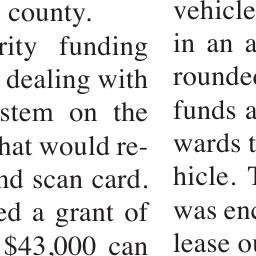 county.
rity funding
dealing with
stem on the
hat would re-
nd scan card.
ed a grant of
$43,000 can
vehicle
in an a
rounded
funds a
wards t
hicle. T
was enc
lease ou